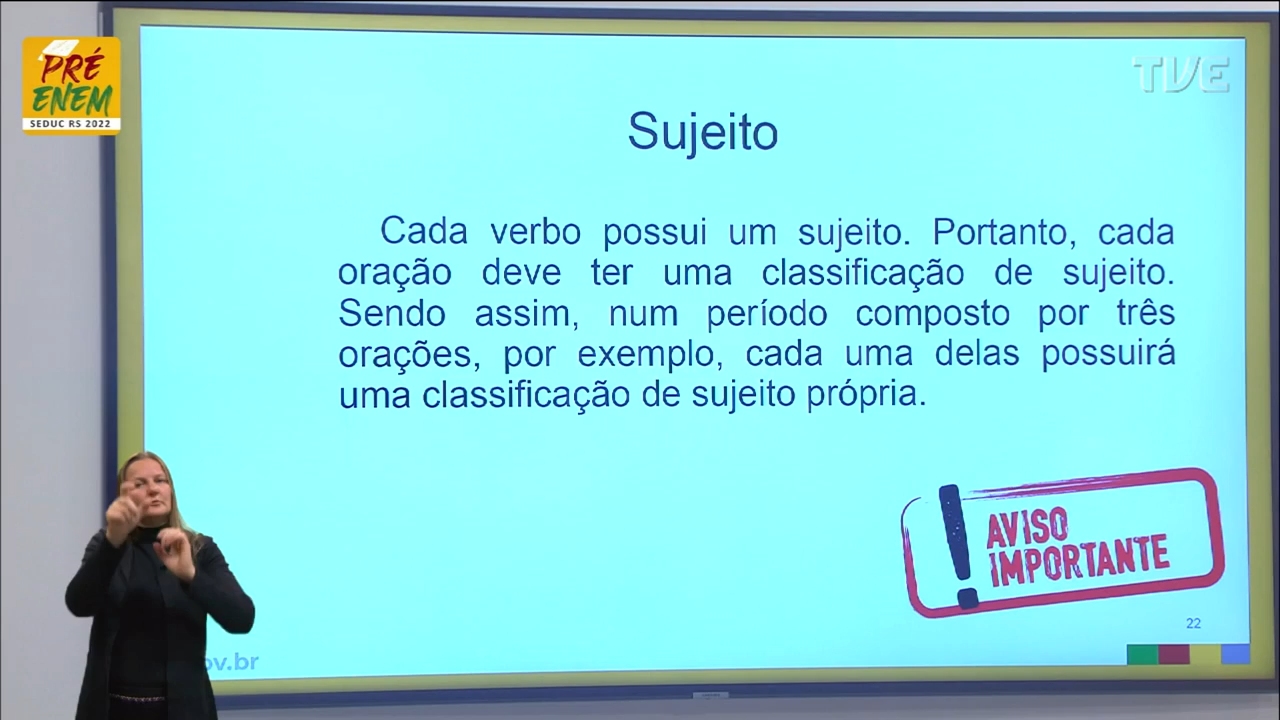 PRÉ
ENEM
SEDUC RS 2022
TVE
Sujeito
Cada verbo possui um sujeito. Portanto, cada
oração deve ter uma classificação de sujeito.
Sendo assim, num período composto por três
orações, por exemplo, cada uma delas possuirá
uma classificação de sujeito própria.
!
AVISO
IMPORTANTE
22
ov.br